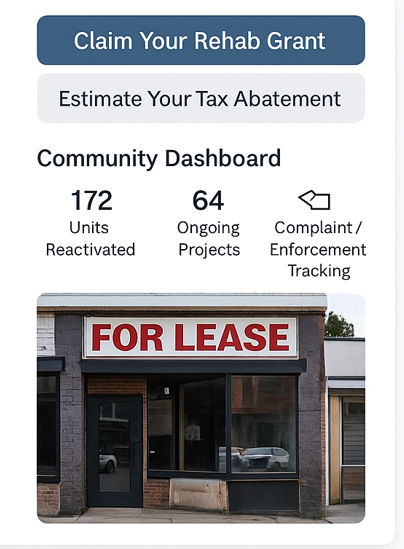 Claim Your Rehab Grant
Estimate Your Tax Abatement
Community Dashboard
172
Units
Reactivated
64
Ongoing
Projects
Complaint /
Enforcement
Tracking
FOR LEASE